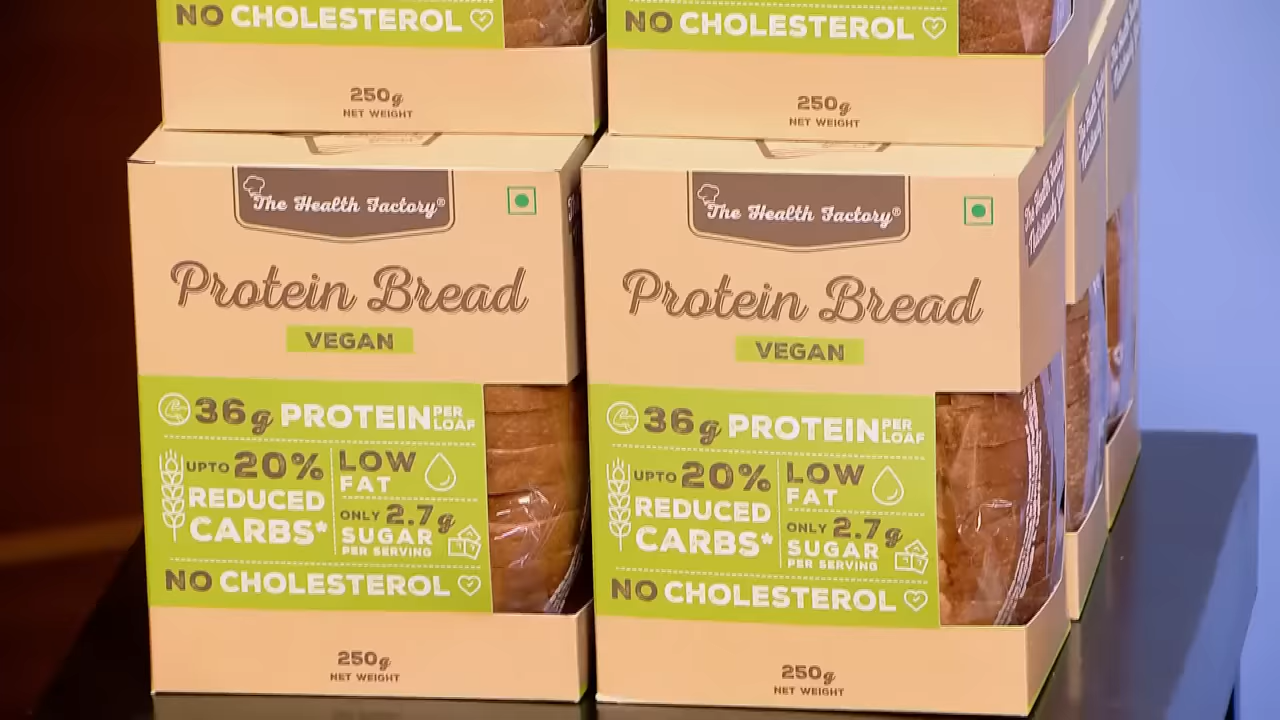 NO CHOLESTEROL
250g
NET WEIGHT
NO CHOLESTEROL
250g
NET WEIGHT
The Health Factory®
Protein Bread
VEGAN
36g PROTEIN PER LOAF
UPTO 20%
REDUCED
CARBS*
LOW
FAT
ONLY 2.7g
SUGAR
PER SERVING
NO CHOLESTEROL
250g
NET WEIGHT
The Health Factory®
Protein Bread
VEGAN
36g PROTEIN PER LOAF
UPTO 20%
REDUCED
CARBS*
LOW
FAT
ONLY 2.7g
SUGAR
PER SERVING
NO CHOLESTEROL
250g
NET WEIGHT
The Health Factory